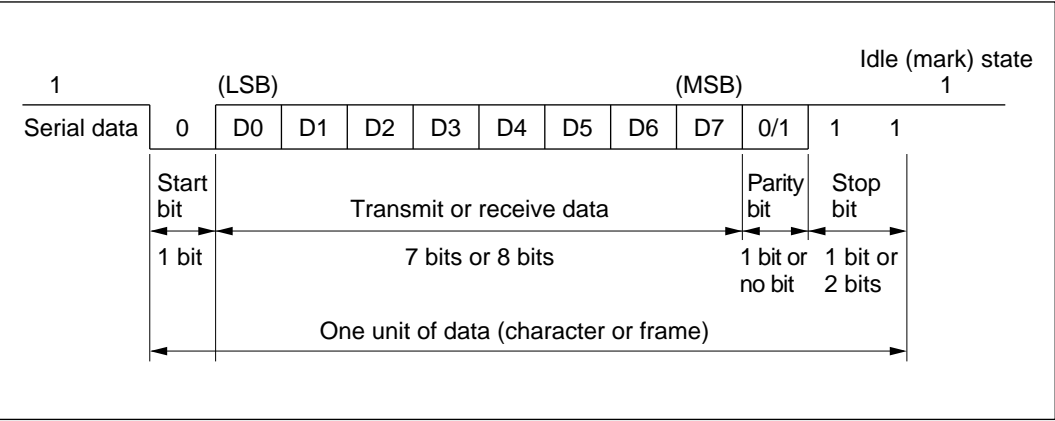 Idle (mark) state
1 (LSB) (MSB) 1
Serial data 0 D0 D1 D2 D3 D4 D5 D6 D7 0/1 1 1
Start Parity Stop
bit Transmit or receive data bit bit
1 bit 7 bits or 8 bits 1 bit or 1 bit or
no bit 2 bits
One unit of data (character or frame)